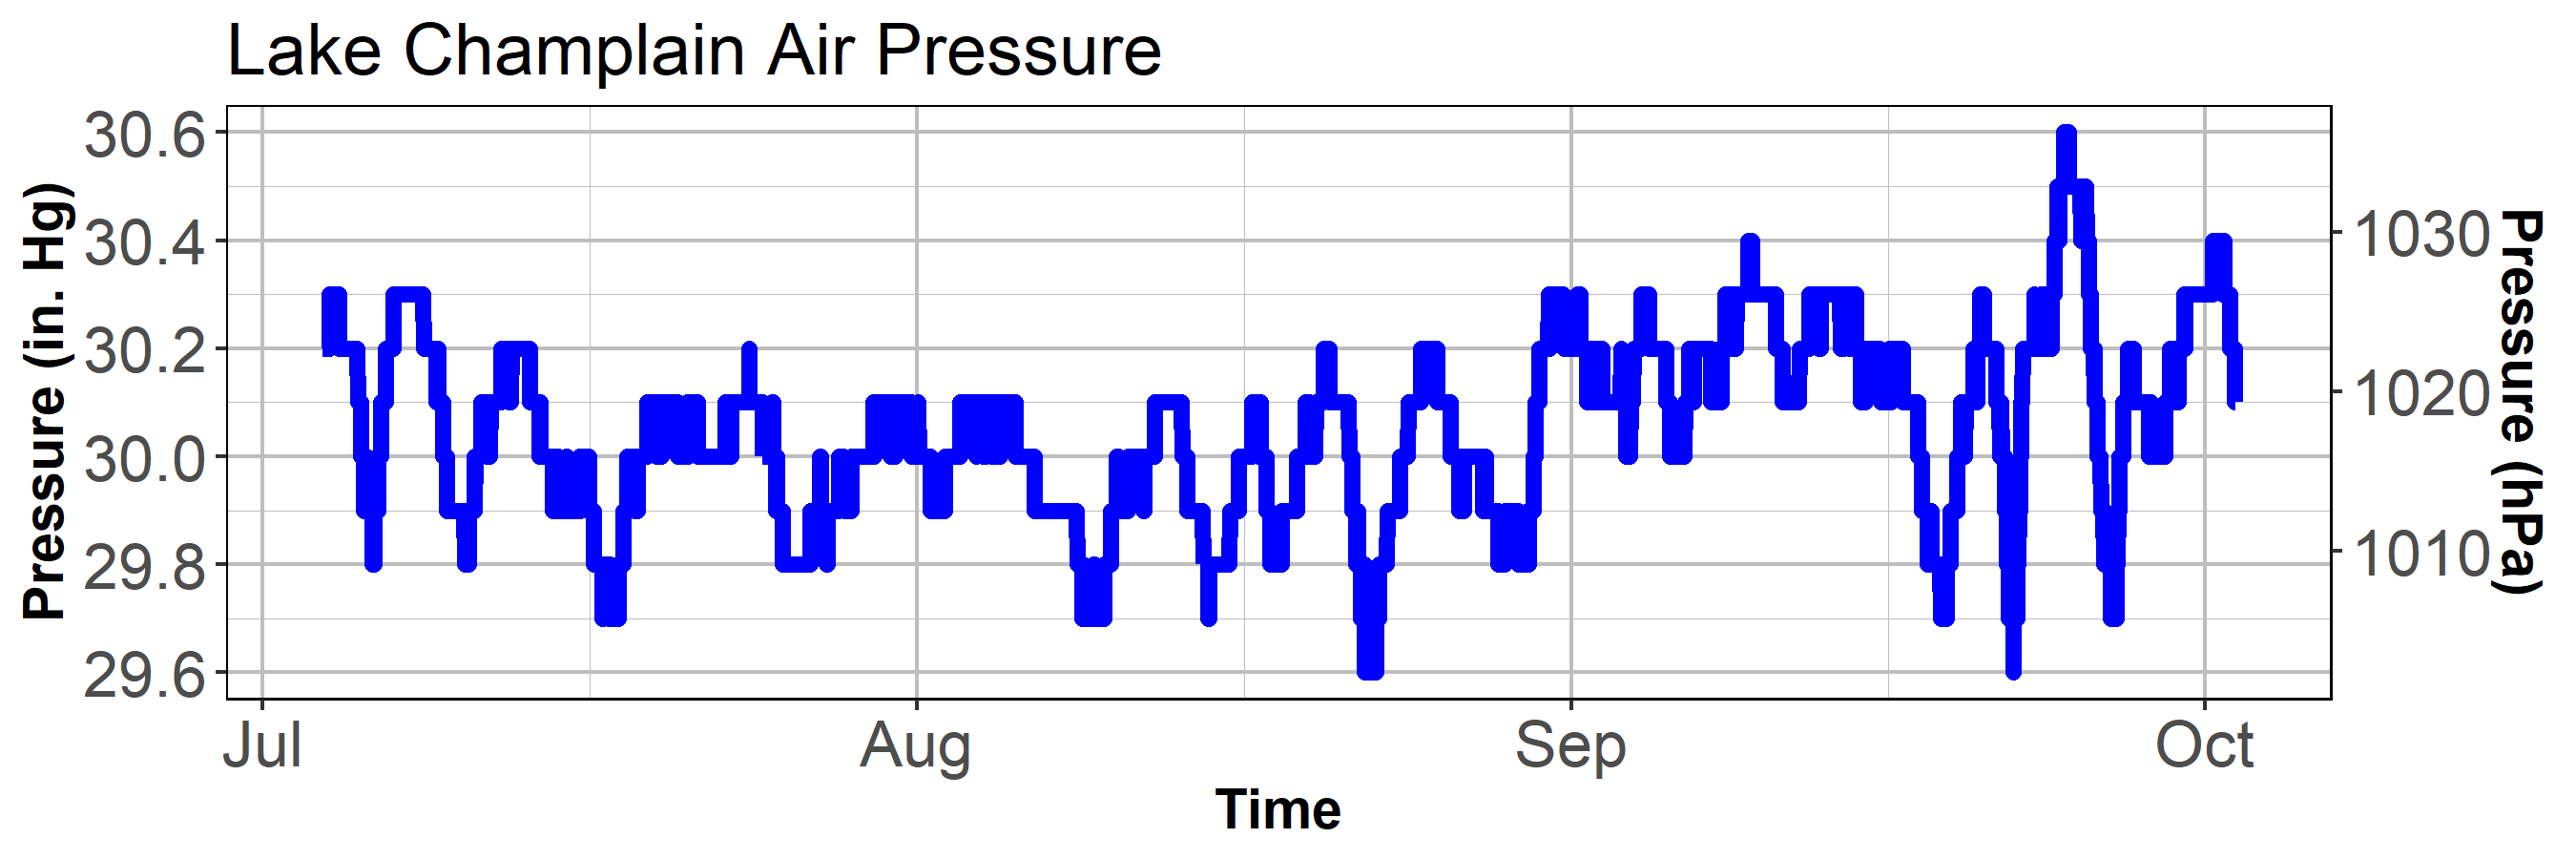 Lake Champlain Air Pressure
Pressure (in. Hg)
30.6
30.4
30.2
30.0
29.8
29.6
1030
1020
1010
Pressure (hPa)
Jul Aug Sep Oct
Time